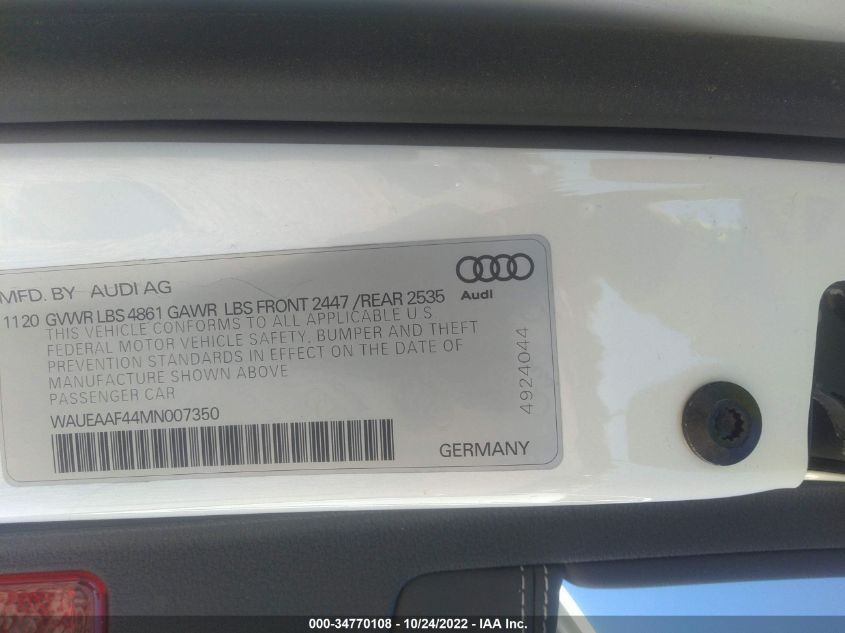 MFD. BY AUDI AG
Audi
1120 GVWR LBS 4861 GAWR LBS FRONT 2447 /REAR 2535
THIS VEHICLE CONFORMS TO ALL APPLICABLE U S
FEDERAL MOTOR VEHICLE SAFETY, BUMPER AND THEFT
PREVENTION STANDARDS IN EFFECT ON THE DATE OF
MANUFACTURE SHOWN ABOVE
PASSENGER CAR
4924044
WAUEAAF44MN007350
GERMANY
000-34770108 - 10/24/2022 - IAA Inc.